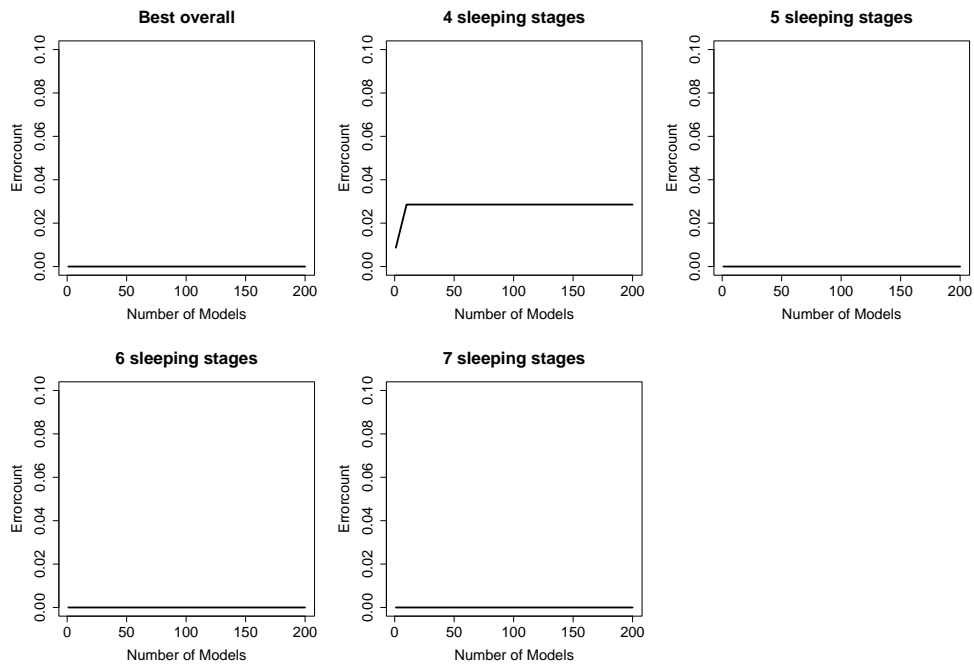 Best overall
0.10
0.08
0.06
0.04
0.02
0.00
Errorcount
0 50 100 150 200
Number of Models
4 sleeping stages
0.10
0.08
0.06
0.04
0.02
0.00
Errorcount
0 50 100 150 200
Number of Models
5 sleeping stages
0.10
0.08
0.06
0.04
0.02
0.00
Errorcount
0 50 100 150 200
Number of Models
6 sleeping stages
0.10
0.08
0.06
0.04
0.02
0.00
Errorcount
0 50 100 150 200
Number of Models
7 sleeping stages
0.10
0.08
0.06
0.04
0.02
0.00
Errorcount
0 50 100 150 200
Number of Models